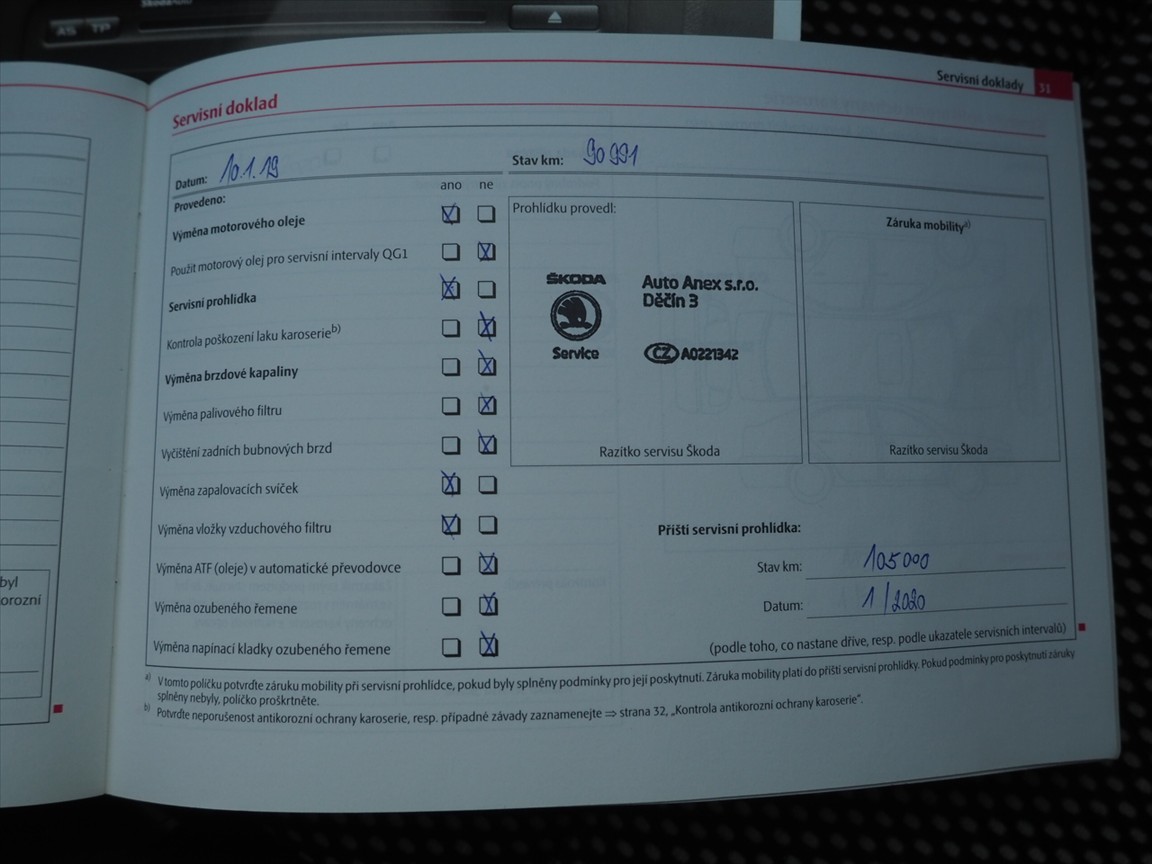 AS TP
Servisní doklady 31
Servisní doklad
Datum: 10.1.19
Stav km: 90 991
Provedeno:
ano ne
Výměna motorového oleje
Použit motorový olej pro servisní intervaly QG1
Servisní prohlídka
Kontrola poškození laku karoserie b)
Výměna brzdové kapaliny
Výměna palivového filtru
Vyčištění zadních bubnových brzd
Výměna zapalovacích svíček
Výměna vložky vzduchového filtru
Výměna ATF (oleje) v automatické převodovce
Výměna ozubeného řemene
Výměna napínací kladky ozubeného řemene
Prohlídku provedl:
ŠKODA
Service
Auto Anex s.r.o.
Děčín 3
CZ A0221342
Razítko servisu Škoda
Záruka mobility a)
Razítko servisu Škoda
Příští servisní prohlídka:
Stav km: 105 000
Datum: 1/2020
(podle toho, co nastane dříve, resp. podle ukazatele servisních intervalů)
a) V tomto políčku potvrďte záruku mobility při servisní prohlídce, pokud byly splněny podmínky pro její poskytnutí. Záruka mobility platí do příští servisní prohlídky. Pokud podmínky pro poskytnutí záruky
splněny nebyly, políčko proškrtněte.
b) Potvrďte neporušenost antikorozní ochrany karoserie, resp. případné závady zaznamenejte ⇒ strana 32, „Kontrola antikorozní ochrany karoserie“.
byl
orozní